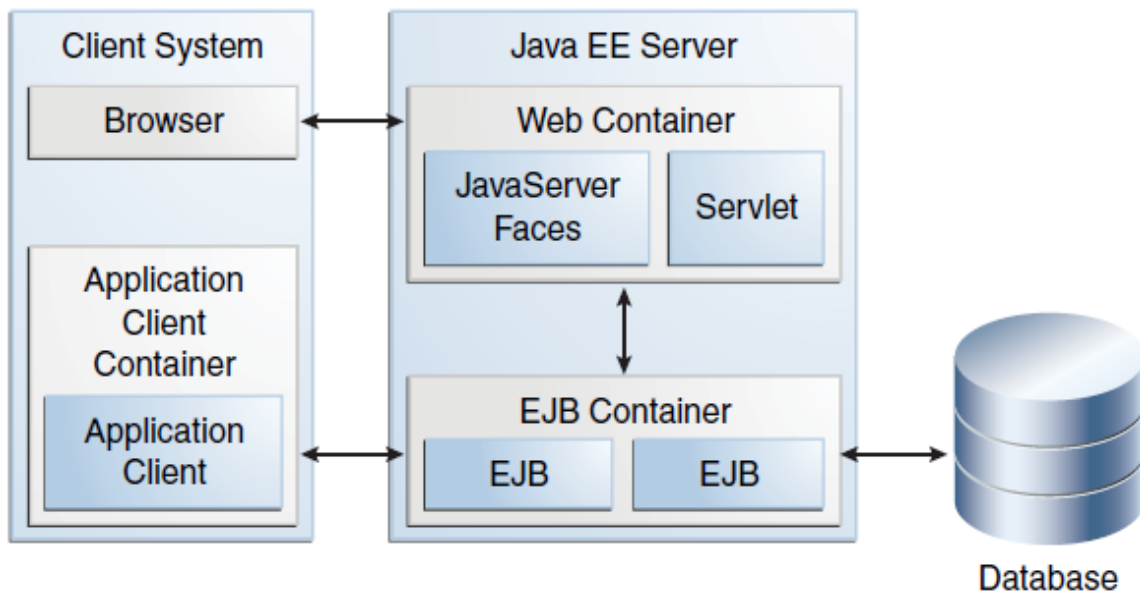 Client System
Browser
Application
Client
Container
Application
Client
Java EE Server
Web Container
JavaServer
Faces
Servlet
EJB Container
EJB
EJB
Database